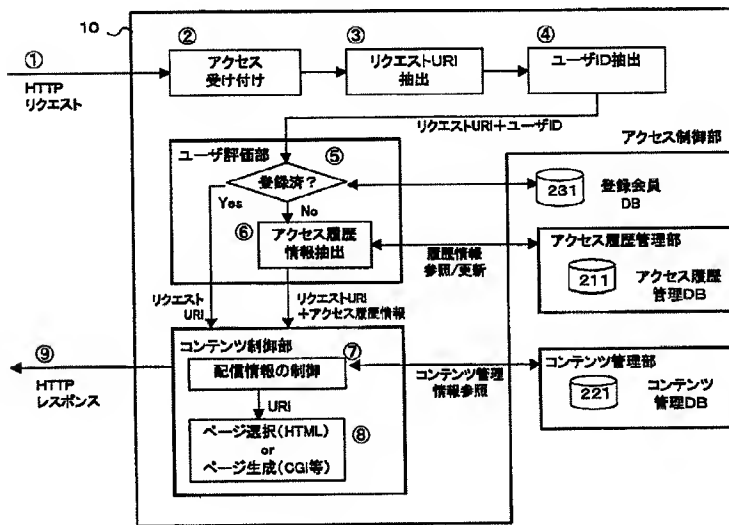 10
①
HTTP
リクエスト
②
アクセス
受け付け
③
リクエストURI
抽出
④
ユーザID抽出
リクエストURI+ユーザID
アクセス制御部
ユーザ評価部
⑤
登録済?
Yes
No
231
登録会員
DB
⑥
アクセス履歴
情報抽出
履歴情報
参照/更新
アクセス履歴管理部
211
アクセス履歴
管理DB
リクエスト
URI
リクエストURI
+アクセス履歴情報
コンテンツ制御部
⑦
配信情報の制御
URI
⑧
ページ選択(HTML)
or
ページ生成(CGI等)
⑨
HTTP
レスポンス
コンテンツ管理
情報参照
コンテンツ管理部
221
コンテンツ
管理DB